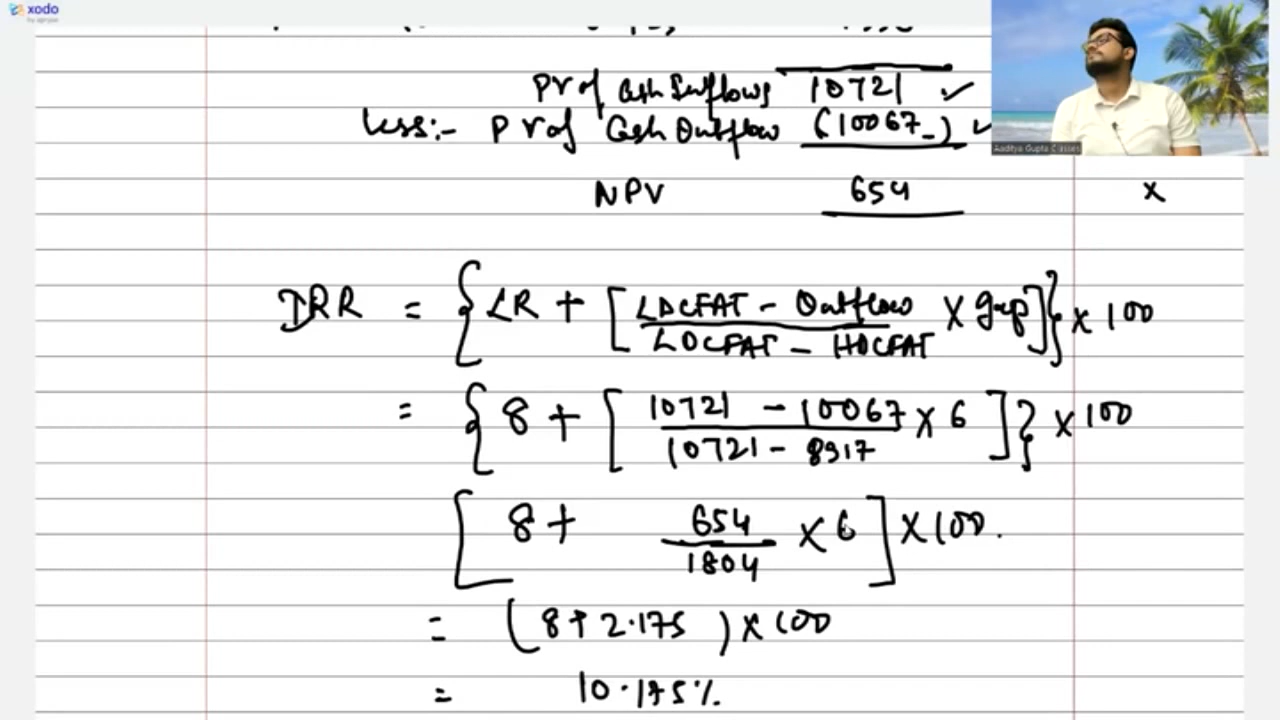 xodo
by apryse
PV of Cash Inflows 10721 ✓
Less:- PV of Cash Outflow (10067-) ✓
Aaditya Gupta Classes
NPV 654 x
IRR = { LR + [ LDCFAT - Outflow / LDCFAT - HDCFAT X gap ] } x 100
= { 8 + [ 10721 - 10067 / 10721 - 8917 X 6 ] } x 100
[ 8 + 654 / 1804 X 6 ] X 100.
= ( 8 + 2.175 ) x 100
= 10.175%